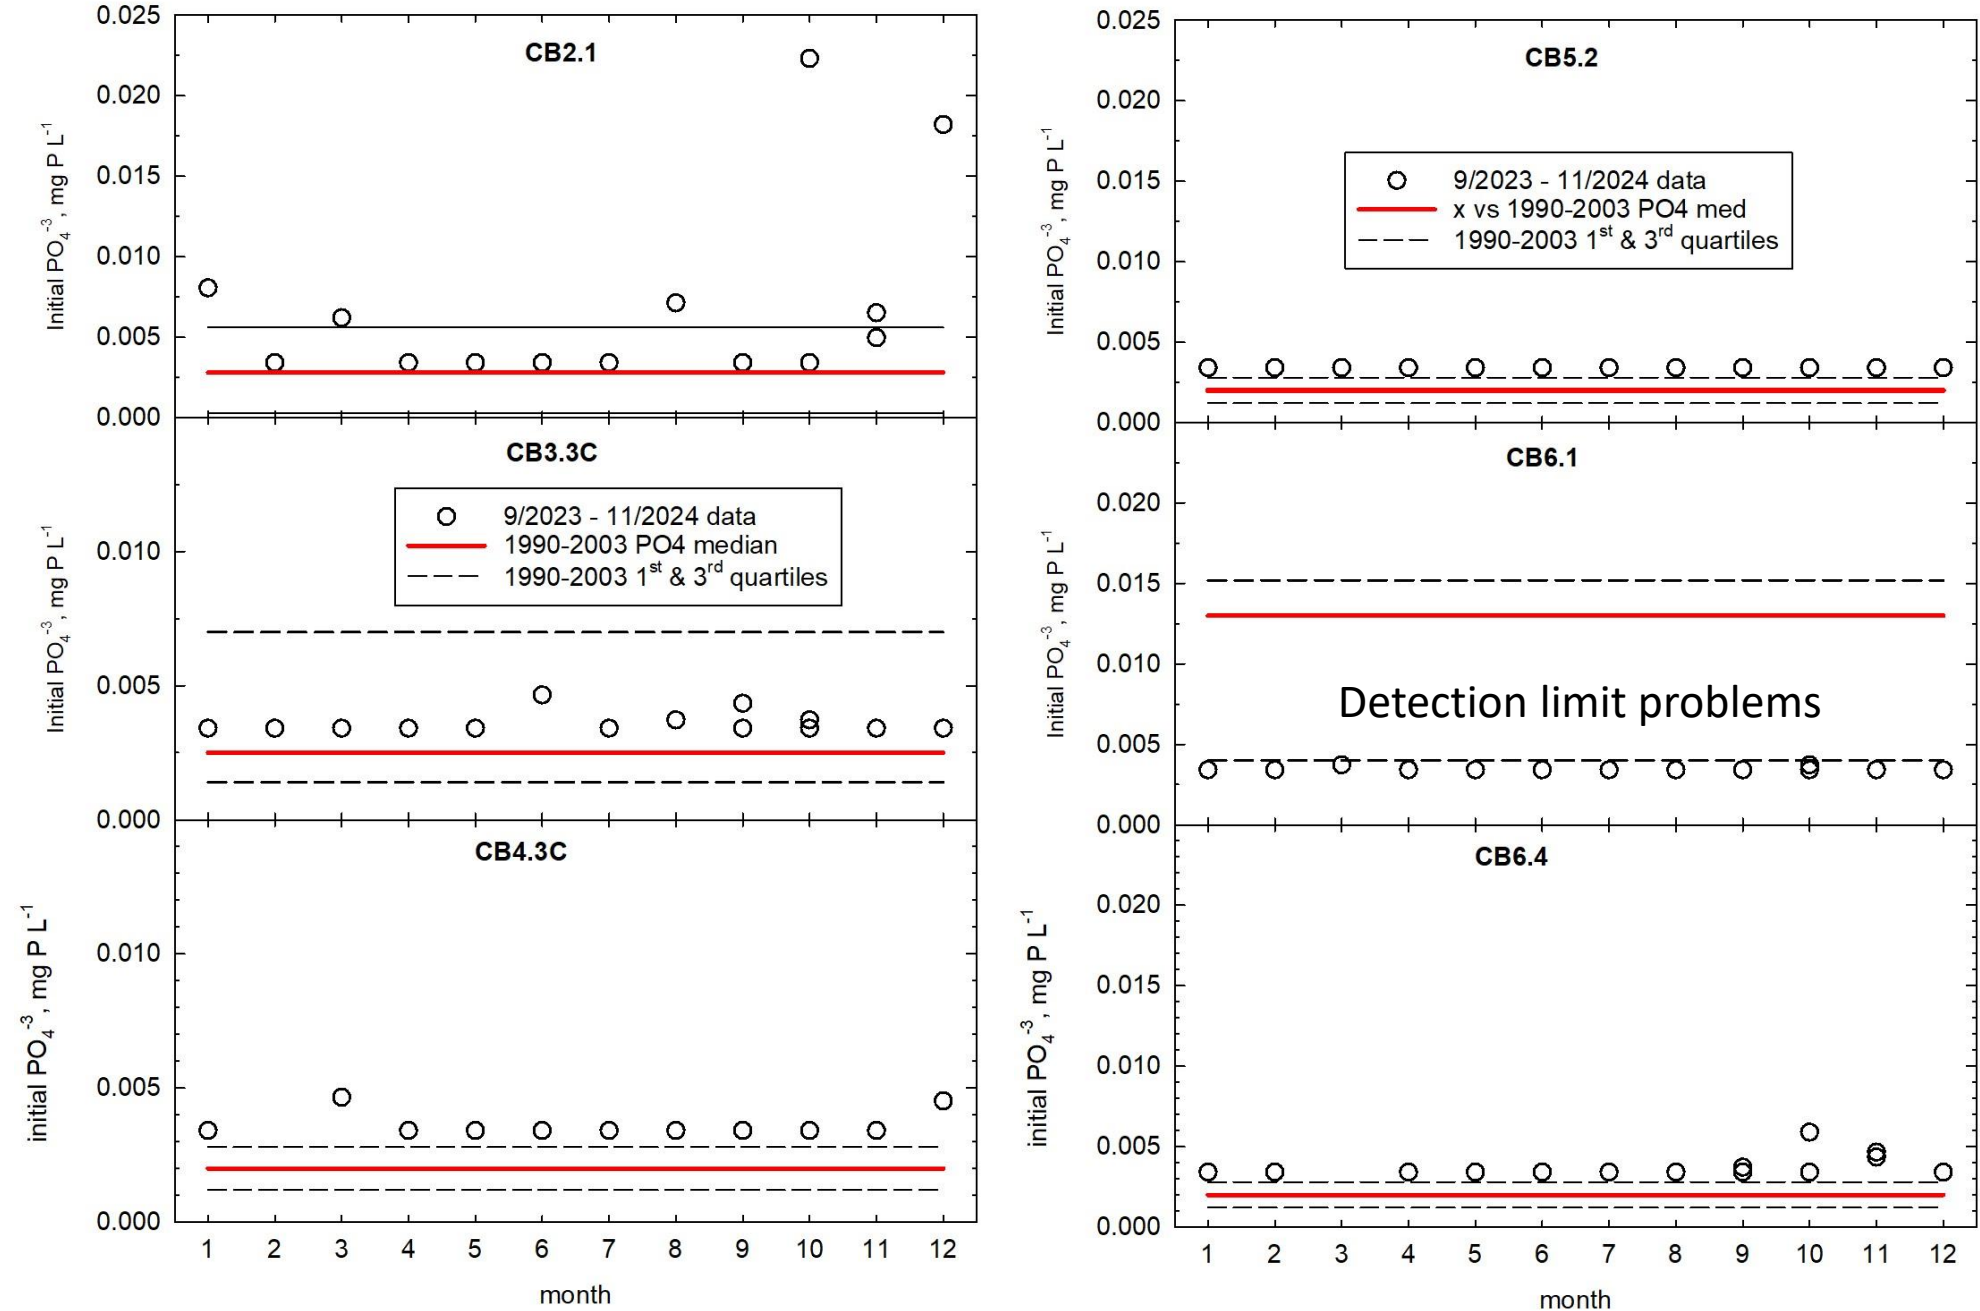 CB2.1
Initial PO4-3, mg P L-1
0.025
0.020
0.015
0.010
0.005
0.000
CB3.3C
9/2023 - 11/2024 data
1990-2003 PO4 median
1990-2003 1st & 3rd quartiles
Initial PO4-3, mg P L-1
0.010
0.005
0.000
CB4.3C
initial PO4-3, mg P L-1
0.010
0.005
0.000
1 2 3 4 5 6 7 8 9 10 11 12
month
CB5.2
9/2023 - 11/2024 data
x vs 1990-2003 PO4 med
1990-2003 1st & 3rd quartiles
Initial PO4-3, mg P L-1
0.025
0.020
0.015
0.010
0.005
0.000
CB6.1
Detection limit problems
Initial PO4-3, mg P L-1
0.020
0.015
0.010
0.005
0.000
CB6.4
initial PO4-3, mg P L-1
0.020
0.015
0.010
0.005
0.000
1 2 3 4 5 6 7 8 9 10 11 12
month